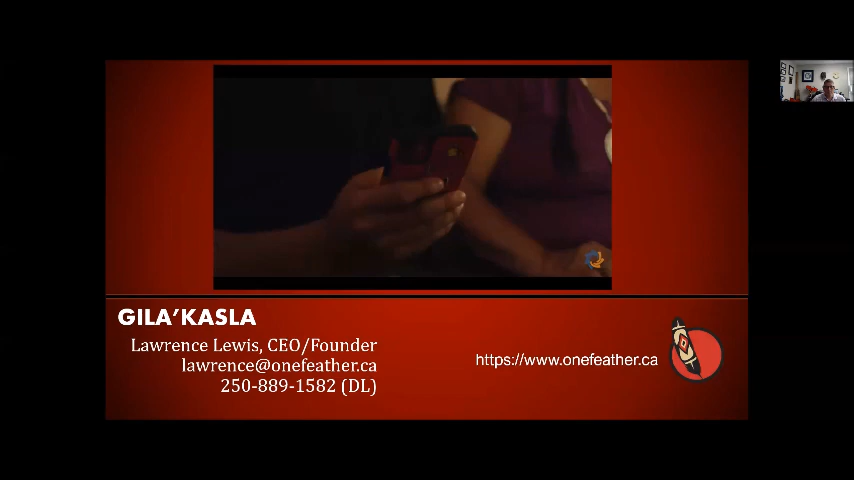 GILA’KASLA
Lawrence Lewis, CEO/Founder
lawrence@onefeather.ca
250-889-1582 (DL)
https://www.onefeather.ca